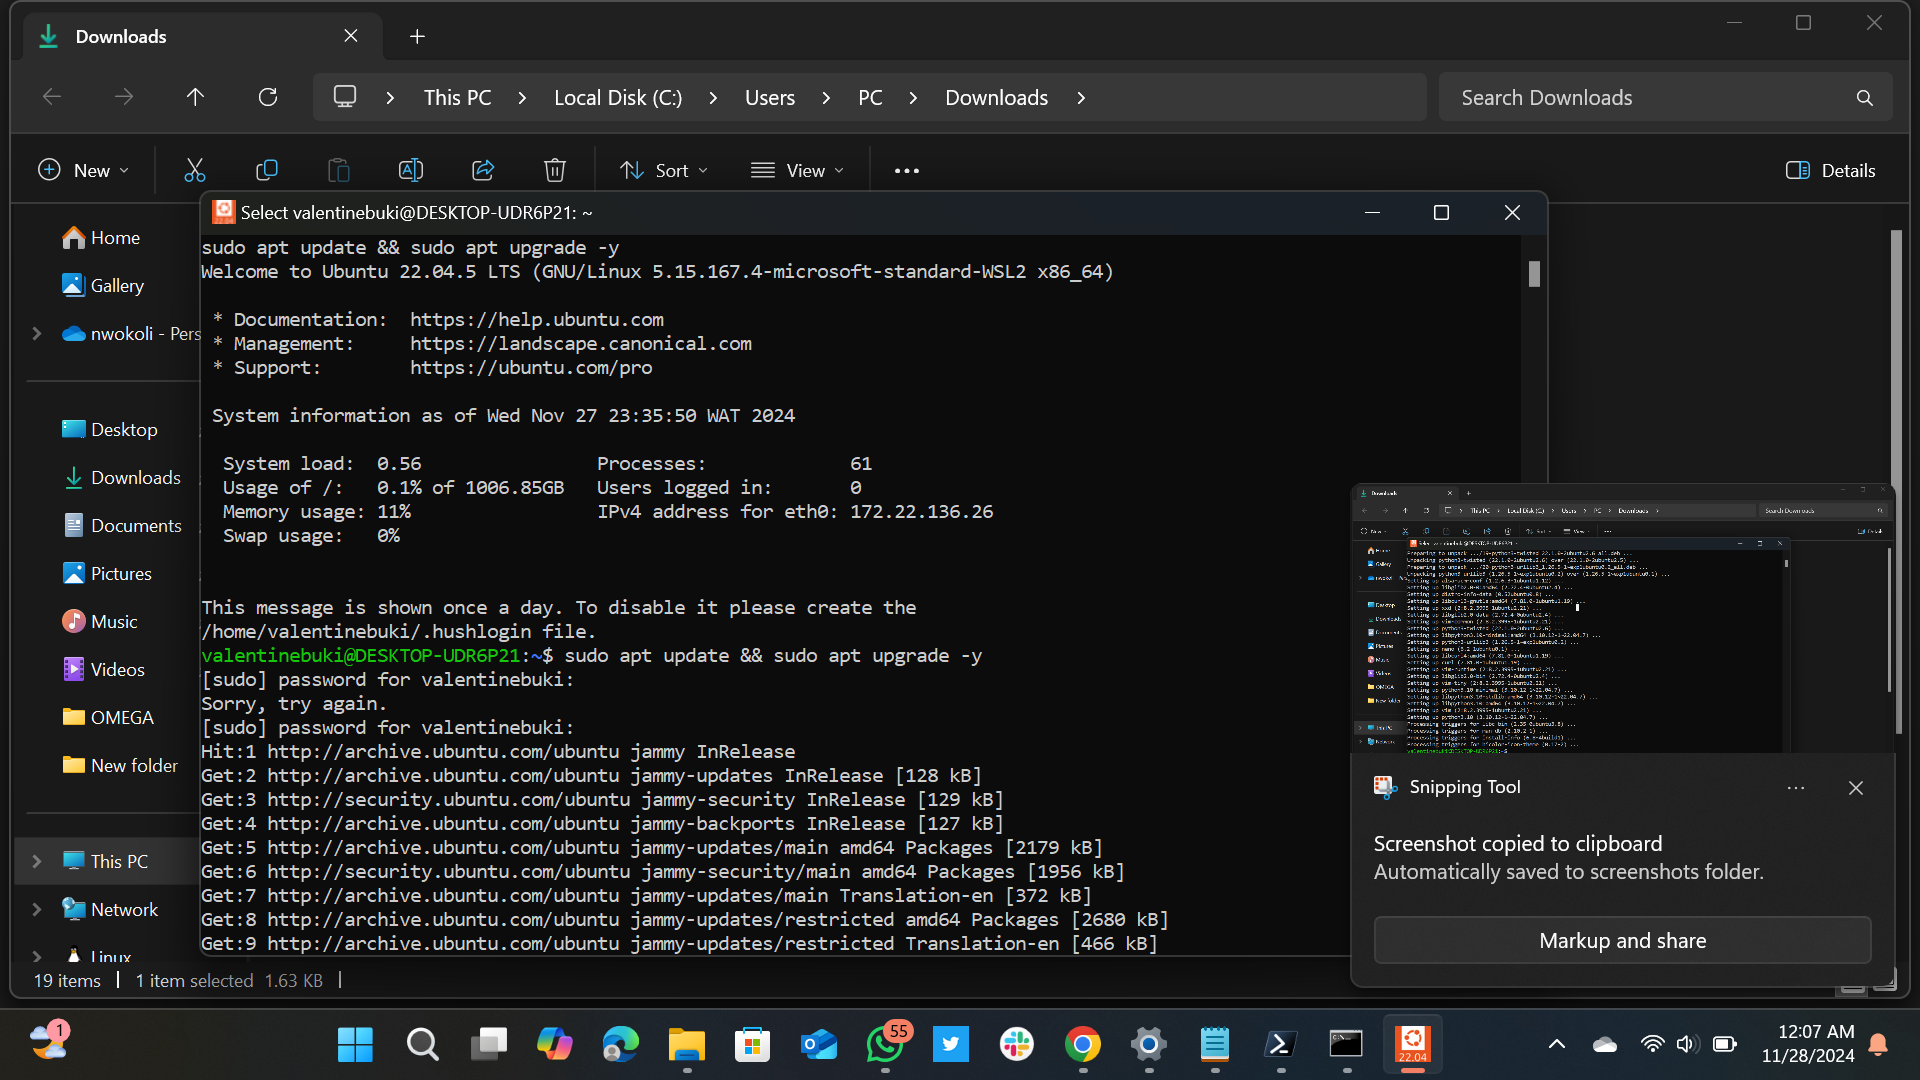 Downloads
This PC
Local Disk (C:)
Users
PC
Downloads
Search Downloads
New
Sort
View
Details
Home
Gallery
nwokoli - Pers
Desktop
Downloads
Documents
Pictures
Music
Videos
OMEGA
New folder
This PC
Network
Linux
19 items
1 item selected 1.63 KB
Select valentinebuki@DESKTOP-UDR6P21: ~
sudo apt update && sudo apt upgrade -y
Welcome to Ubuntu 22.04.5 LTS (GNU/Linux 5.15.167.4-microsoft-standard-WSL2 x86_64)
* Documentation: https://help.ubuntu.com
* Management: https://landscape.canonical.com
* Support: https://ubuntu.com/pro
System information as of Wed Nov 27 23:35:50 WAT 2024
System load: 0.56 Processes: 61
Usage of /: 0.1% of 1006.85GB Users logged in: 0
Memory usage: 11% IPv4 address for eth0: 172.22.136.26
Swap usage: 0%
This message is shown once a day. To disable it please create the
/home/valentinebuki/.hushlogin file.
valentinebuki@DESKTOP-UDR6P21:~$ sudo apt update && sudo apt upgrade -y
[sudo] password for valentinebuki:
Sorry, try again.
[sudo] password for valentinebuki:
Hit:1 http://archive.ubuntu.com/ubuntu jammy InRelease
Get:2 http://archive.ubuntu.com/ubuntu jammy-updates InRelease [128 kB]
Get:3 http://security.ubuntu.com/ubuntu jammy-security InRelease [129 kB]
Get:4 http://archive.ubuntu.com/ubuntu jammy-backports InRelease [127 kB]
Get:5 http://archive.ubuntu.com/ubuntu jammy-updates/main amd64 Packages [2179 kB]
Get:6 http://security.ubuntu.com/ubuntu jammy-security/main amd64 Packages [1956 kB]
Get:7 http://archive.ubuntu.com/ubuntu jammy-updates/main Translation-en [372 kB]
Get:8 http://archive.ubuntu.com/ubuntu jammy-updates/restricted amd64 Packages [2680 kB]
Get:9 http://archive.ubuntu.com/ubuntu jammy-updates/restricted Translation-en [466 kB]
Snipping Tool
Screenshot copied to clipboard
Automatically saved to screenshots folder.
Markup and share
1
55
22.04
12:07 AM
11/28/2024